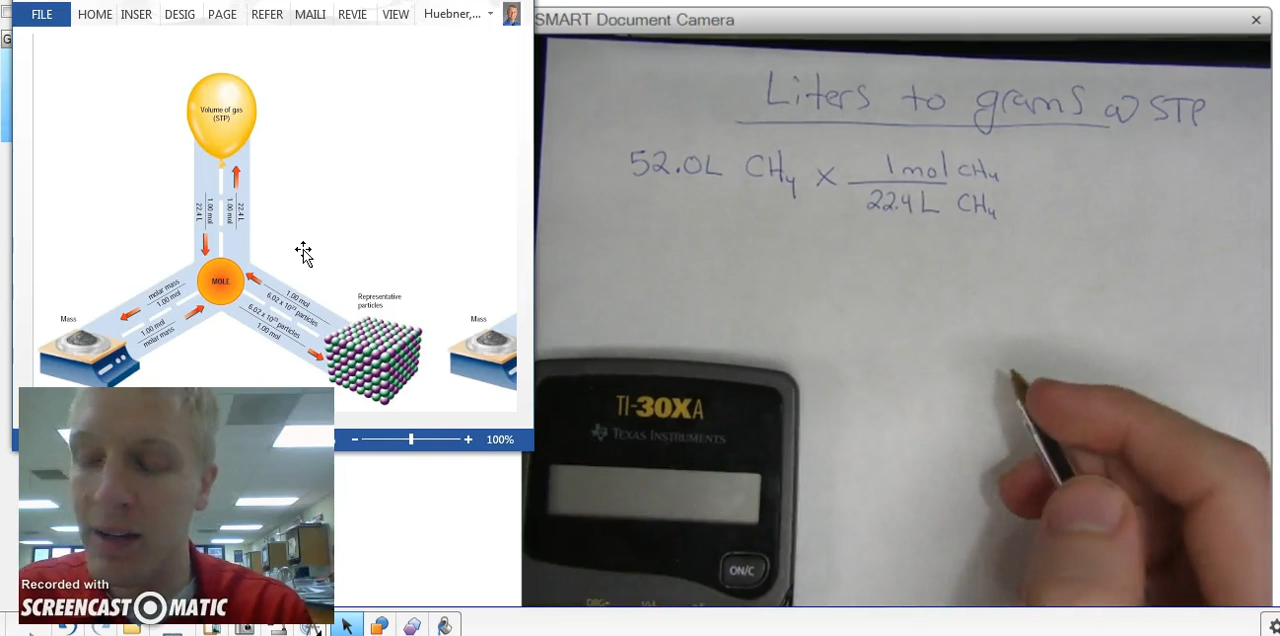 FILE HOME INSER DESIG PAGE REFER MAILI REVIE VIEW Huebner,...
SMART Document Camera
Volume of gas
(STP)
22.4 L
1.00 mol
1.00 mol
22.4 L
MOLE
molar mass
1.00 mol
1.00 mol
molar mass
1.00 mol
6.02 x 10²³ particles
6.02 x 10²³ particles
1.00 mol
Representative
particles
Mass
Mass
100%
Recorded with
SCREENCAST MATIC
Liters to grams @ STP
52.0L CH₄ x 1 mol CH₄
22.4 L CH₄
TI-30XA
TEXAS INSTRUMENTS
ON/C